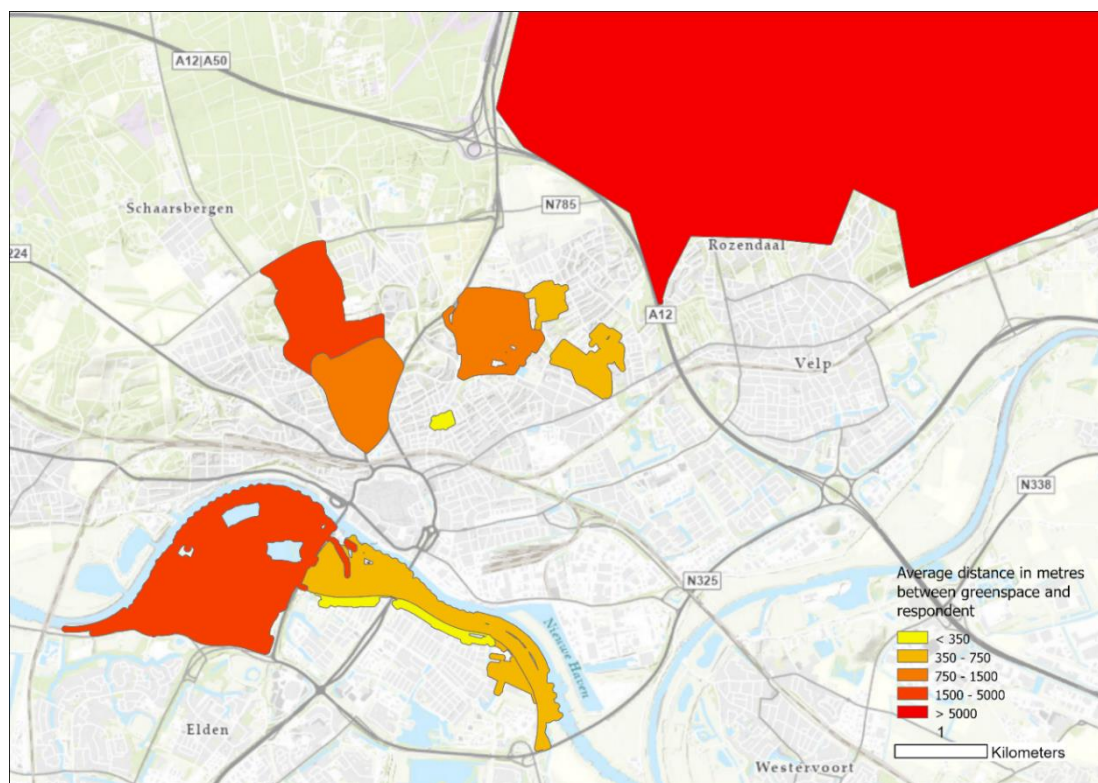 A12|A50
Schaarsbergen
N785
224
Rozendaal
A12
Velp
N338
N325
Nieuwe
Haven
Elden
Westervoort
Average distance in metres
between greenspace and
respondent
< 350
350 - 750
750 - 1500
1500 - 5000
> 5000
1
Kilometers